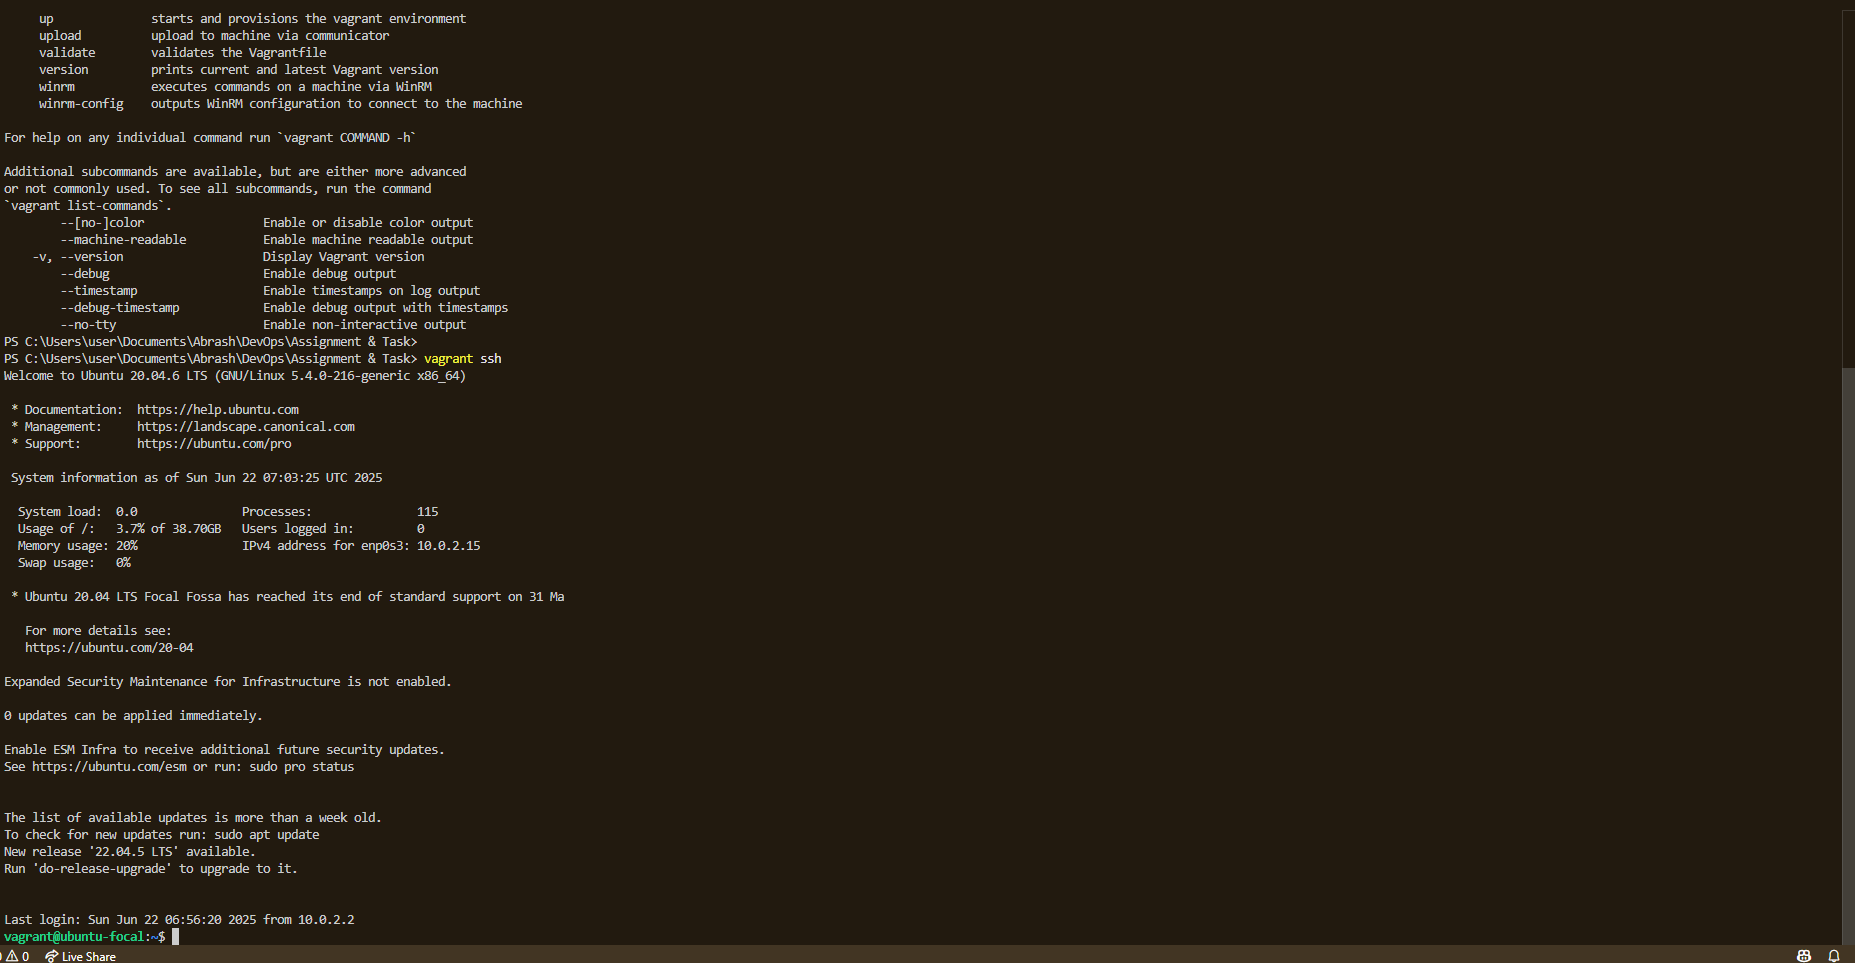 up starts and provisions the vagrant environment
upload upload to machine via communicator
validate validates the Vagrantfile
version prints current and latest Vagrant version
winrm executes commands on a machine via WinRM
winrm-config outputs WinRM configuration to connect to the machine
For help on any individual command run `vagrant COMMAND -h`
Additional subcommands are available, but are either more advanced
or not commonly used. To see all subcommands, run the command
`vagrant list-commands`.
--[no-]color Enable or disable color output
--machine-readable Enable machine readable output
-v, --version Display Vagrant version
--debug Enable debug output
--timestamp Enable timestamps on log output
--debug-timestamp Enable debug output with timestamps
--no-tty Enable non-interactive output
PS C:\Users\user\Documents\Abrash\DevOps\Assignment & Task>
PS C:\Users\user\Documents\Abrash\DevOps\Assignment & Task> vagrant ssh
Welcome to Ubuntu 20.04.6 LTS (GNU/Linux 5.4.0-216-generic x86_64)
* Documentation: https://help.ubuntu.com
* Management: https://landscape.canonical.com
* Support: https://ubuntu.com/pro
System information as of Sun Jun 22 07:03:25 UTC 2025
System load: 0.0 Processes: 115
Usage of /: 3.7% of 38.70GB Users logged in: 0
Memory usage: 20% IPv4 address for enp0s3: 10.0.2.15
Swap usage: 0%
* Ubuntu 20.04 LTS Focal Fossa has reached its end of standard support on 31 Ma
For more details see:
https://ubuntu.com/20-04
Expanded Security Maintenance for Infrastructure is not enabled.
0 updates can be applied immediately.
Enable ESM Infra to receive additional future security updates.
See https://ubuntu.com/esm or run: sudo pro status
The list of available updates is more than a week old.
To check for new updates run: sudo apt update
New release '22.04.5 LTS' available.
Run 'do-release-upgrade' to upgrade to it.
Last login: Sun Jun 22 06:56:20 2025 from 10.0.2.2
vagrant@ubuntu-focal:~$
0 Live Share